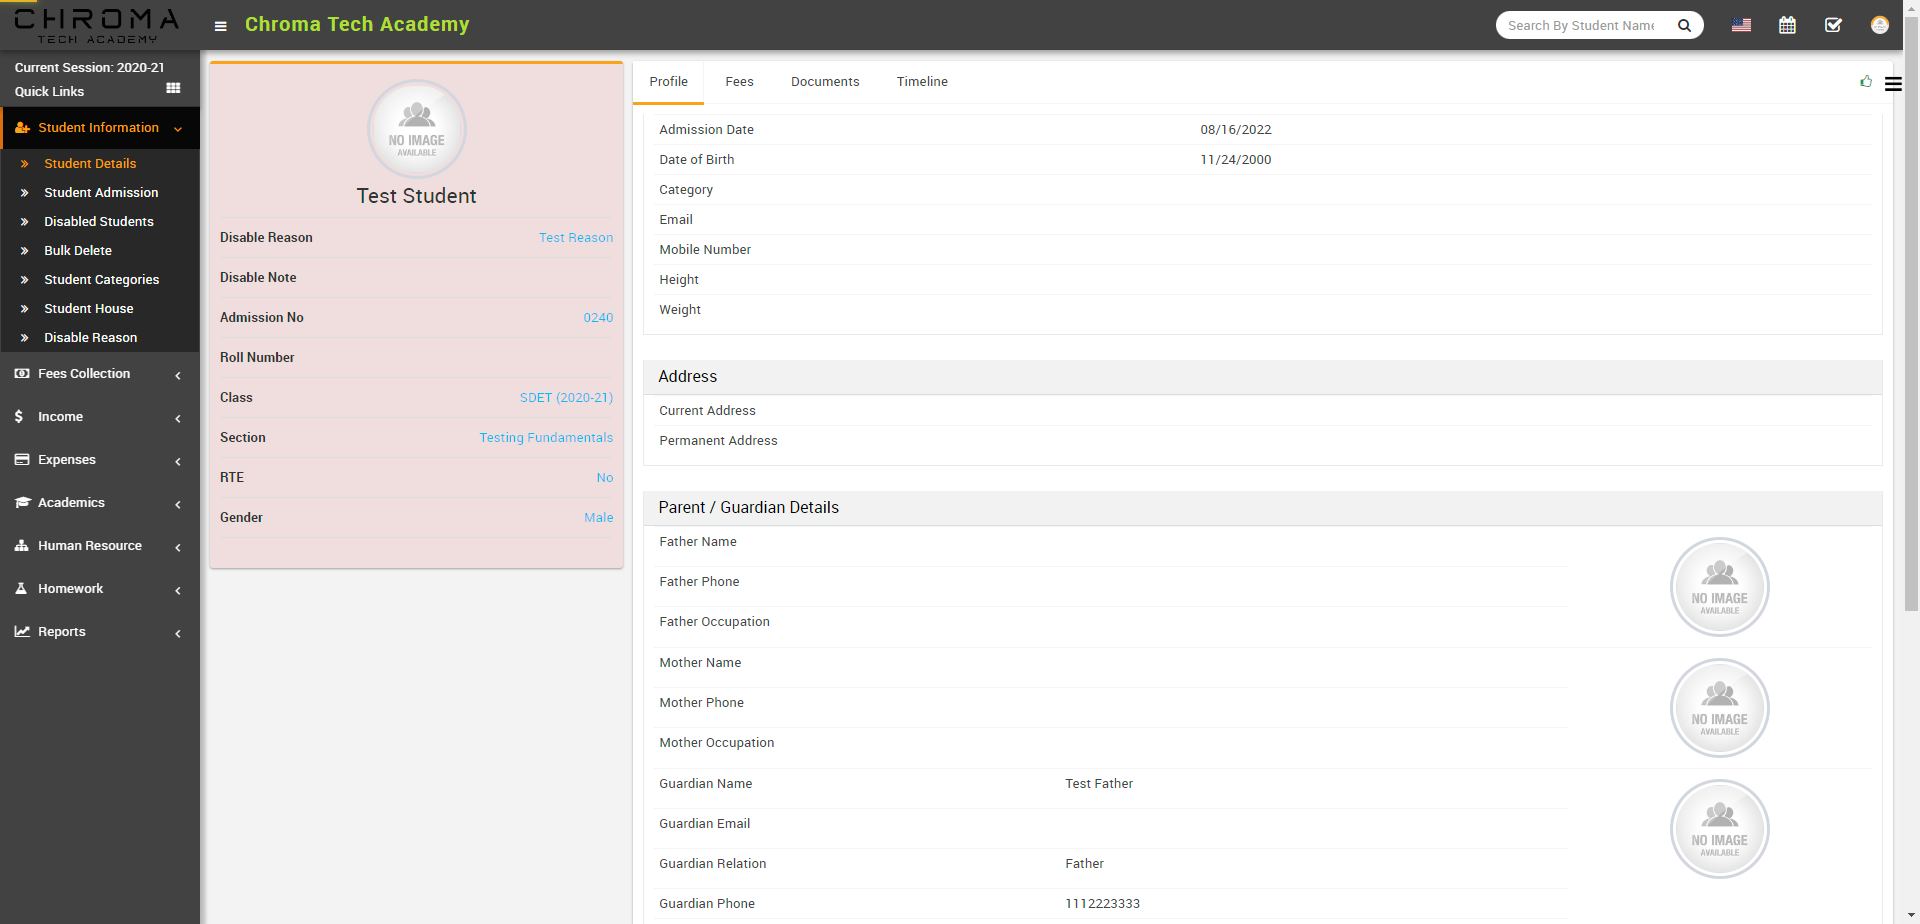 CHROMA
TECH ACADEMY
Chroma Tech Academy
Search By Student Name
Current Session: 2020-21
Quick Links
Student Information
Student Details
Student Admission
Disabled Students
Bulk Delete
Student Categories
Student House
Disable Reason
Fees Collection
Income
Expenses
Academics
Human Resource
Homework
Reports
NO IMAGE
AVAILABLE
Test Student
Disable Reason Test Reason
Disable Note
Admission No 0240
Roll Number
Class SDET (2020-21)
Section Testing Fundamentals
RTE No
Gender Male
Profile Fees Documents Timeline
Admission Date 08/16/2022
Date of Birth 11/24/2000
Category
Email
Mobile Number
Height
Weight
Address
Current Address
Permanent Address
Parent / Guardian Details
Father Name
Father Phone
Father Occupation
NO IMAGE
AVAILABLE
Mother Name
Mother Phone
Mother Occupation
NO IMAGE
AVAILABLE
Guardian Name Test Father
Guardian Email
Guardian Relation Father
Guardian Phone 1112223333
NO IMAGE
AVAILABLE